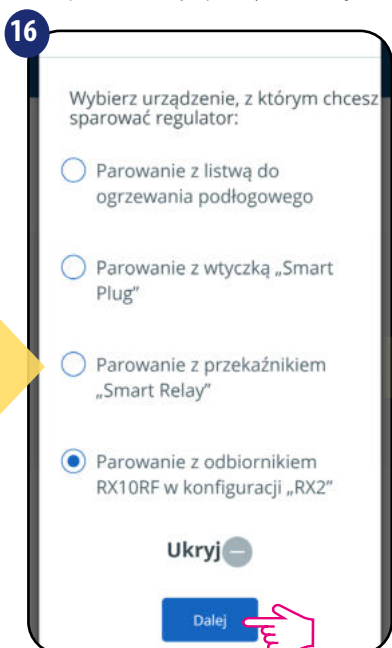 16
Wybierz urządzenie, z którym chcesz
sparować regulator:
Parowanie z listwą do
ogrzewania podłogowego
Parowanie z wtyczką „Smart
Plug”
Parowanie z przekaźnikiem
„Smart Relay”
Parowanie z odbiornikiem
RX10RF w konfiguracji „RX2”
Ukryj
Dalej